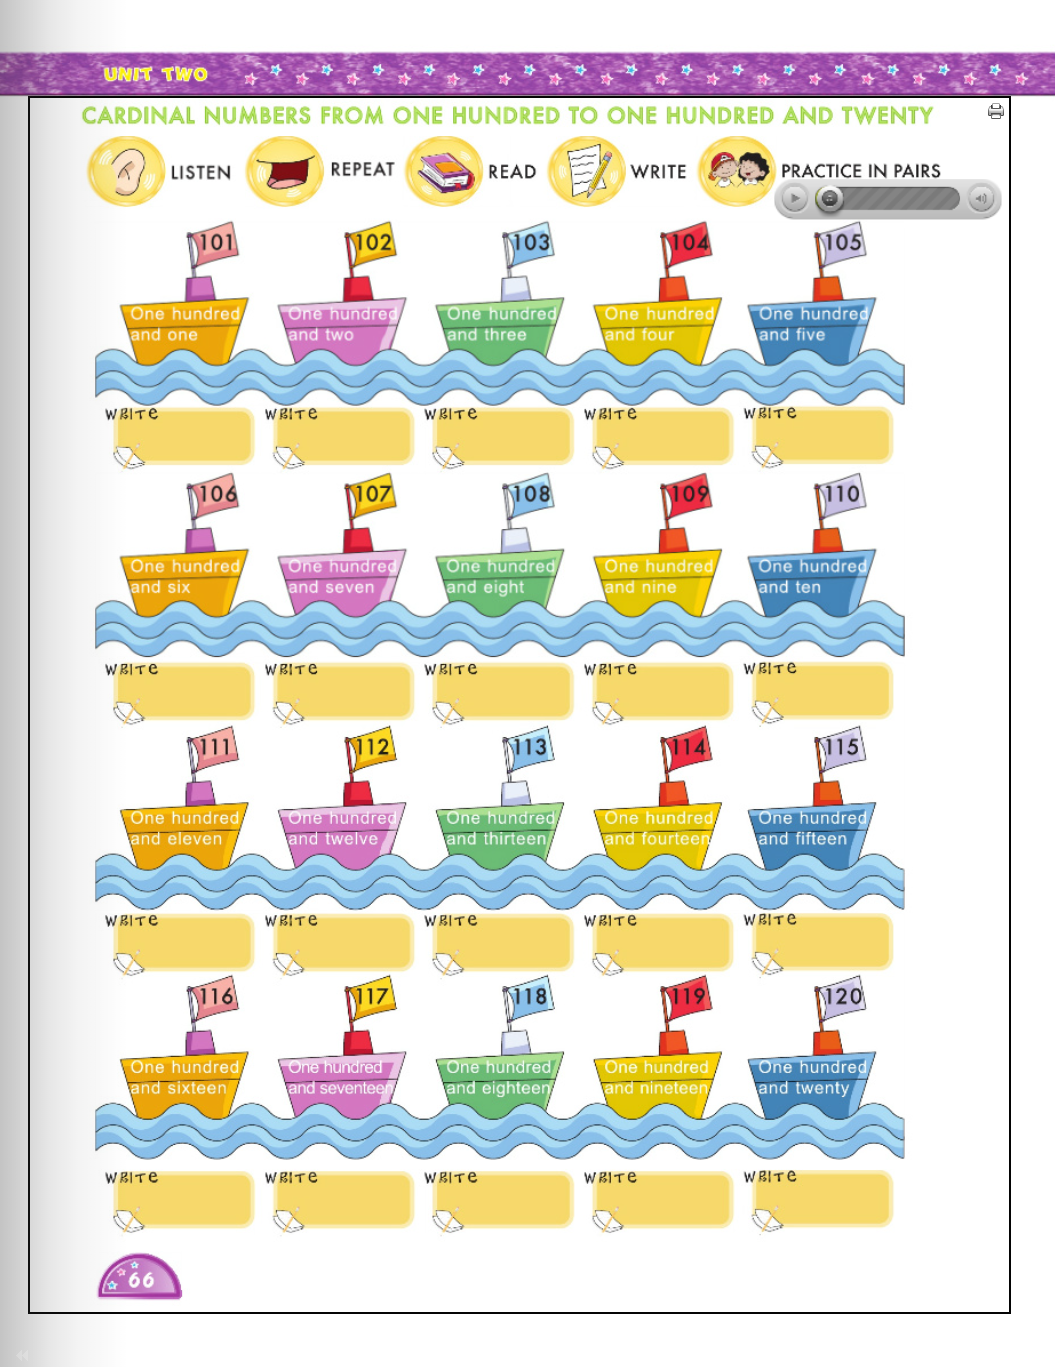 UNIT TWO
CARDINAL NUMBERS FROM ONE HUNDRED TO ONE HUNDRED AND TWENTY
LISTEN REPEAT READ WRITE PRACTICE IN PAIRS
101 102 103 104 105
One hundred One hundred One hundred One hundred One hundred
and one and two and three and four and five
WRITE WRITE WRITE WRITE WRITE
106 107 108 109 110
One hundred One hundred One hundred One hundred One hundred
and six and seven and eight and nine and ten
WRITE WRITE WRITE WRITE WRITE
111 112 113 114 115
One hundred One hundred One hundred One hundred One hundred
and eleven and twelve and thirteen and fourteen and fifteen
WRITE WRITE WRITE WRITE WRITE
116 117 118 119 120
One hundred One hundred One hundred One hundred One hundred
and sixteen and seventeen and eighteen and nineteen and twenty
WRITE WRITE WRITE WRITE WRITE
66